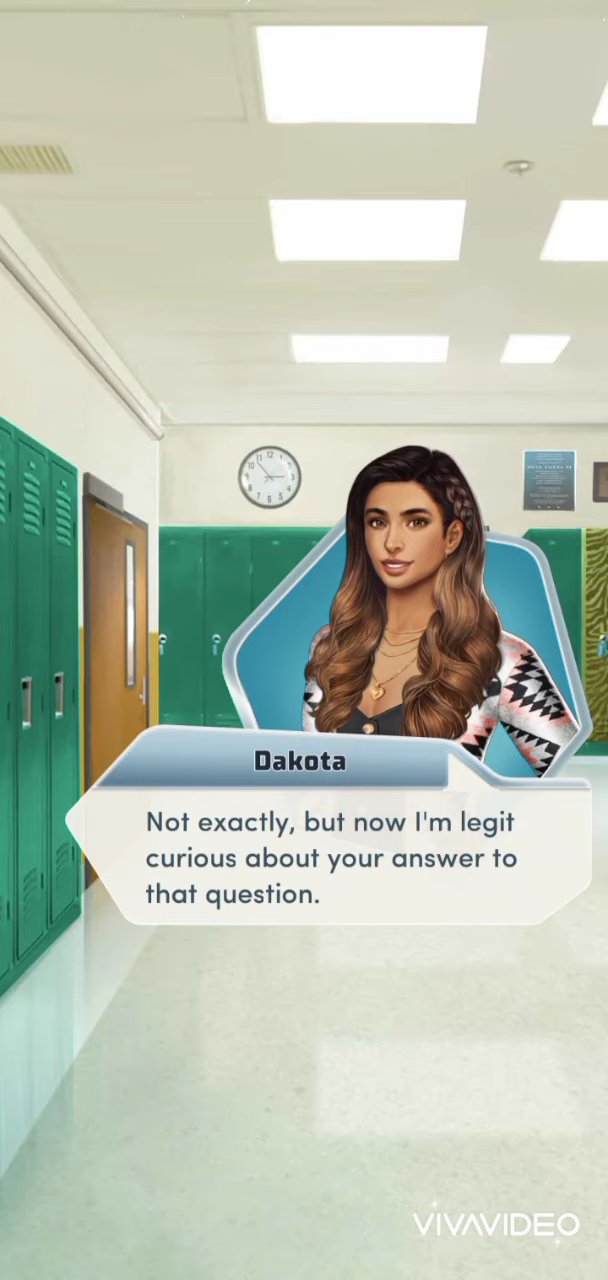 Dakota
Not exactly, but now I'm legit
curious about your answer to
that question.
VIVAVIDEO